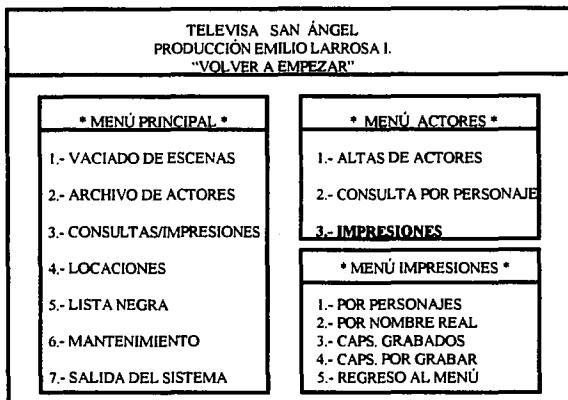 TELEVISA SAN ÁNGEL
PRODUCCIÓN EMILIO LARROSA I.
"VOLVER A EMPEZAR"
* MENÚ PRINCIPAL *
1.- VACIADO DE ESCENAS
2.- ARCHIVO DE ACTORES
3.- CONSULTAS/IMPRESIONES
4.- LOCACIONES
5.- LISTA NEGRA
6.- MANTENIMIENTO
7.- SALIDA DEL SISTEMA
* MENÚ ACTORES *
1.- ALTAS DE ACTORES
2.- CONSULTA POR PERSONAJE
3.- IMPRESIONES
* MENÚ IMPRESIONES *
1.- POR PERSONAJES
2.- POR NOMBRE REAL
3.- CAPS. GRABADOS
4.- CAPS. POR GRABAR
5.- REGRESO AL MENÚ